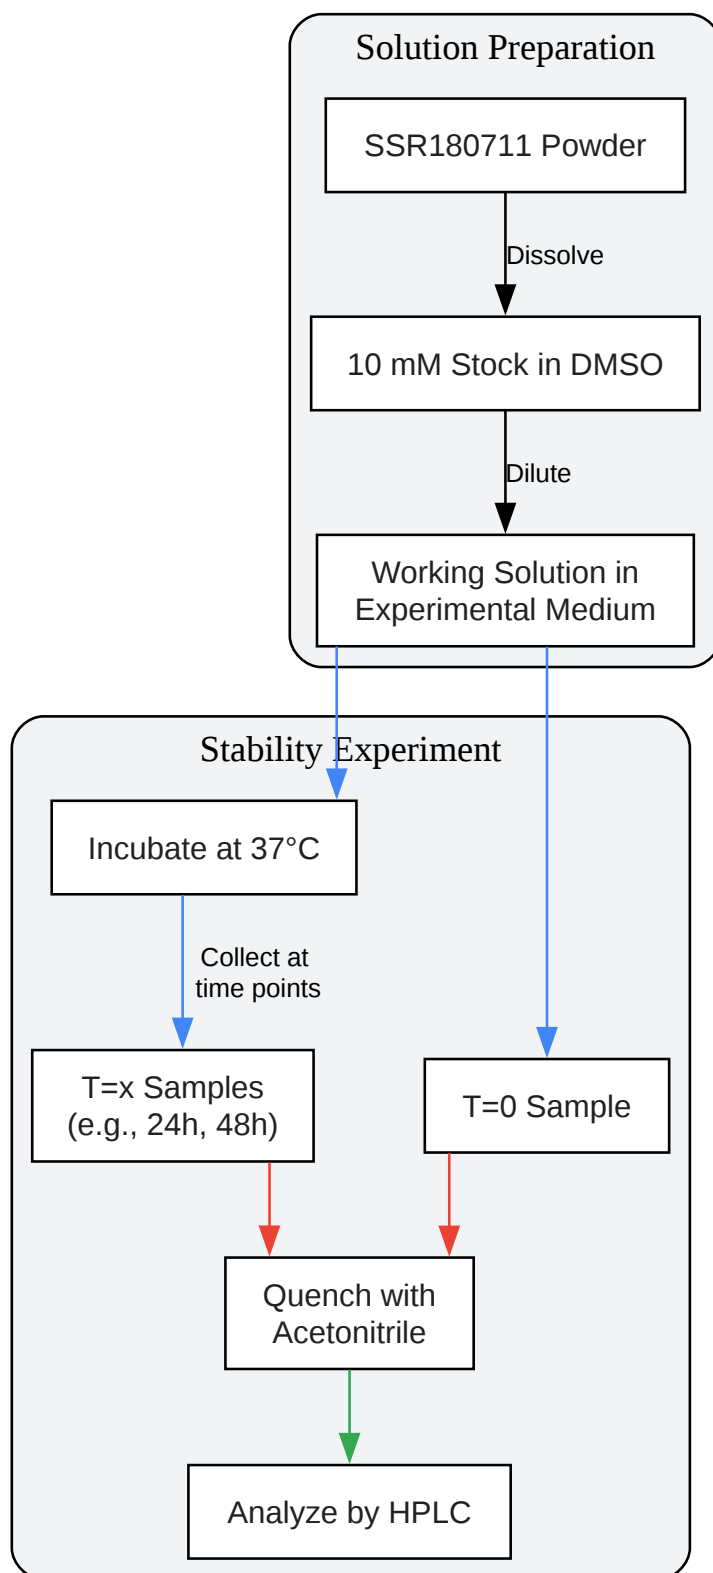 Solution Preparation
SSR180711 Powder
Dissolve
10 mM Stock in DMSO
Dilute
Working Solution in
Experimental Medium
Stability Experiment
Incubate at 37°C
Collect at
time points
T=x Samples
(e.g., 24h, 48h)
T=0 Sample
Quench with
Acetonitrile
Analyze by HPLC